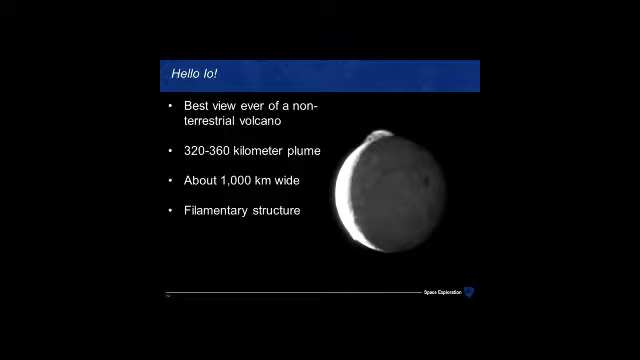 Hello Io!
• Best view ever of a non-
terrestrial volcano
• 320-360 kilometer plume
• About 1,000 km wide
• Filamentary structure
Space Exploration